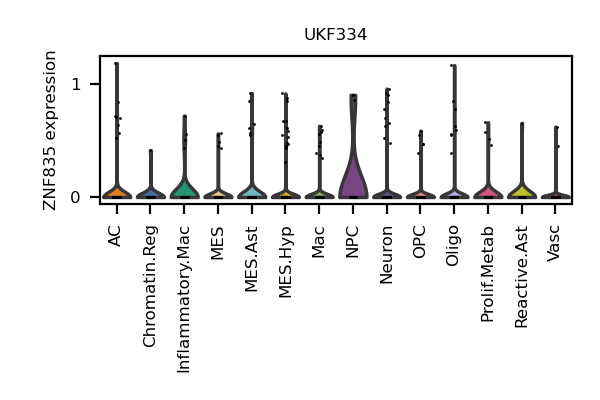 UKF334
ZNF835 expression
1
0
AC
Chromatin.Reg
Inflammatory.Mac
MES
MES.Ast
MES.Hyp
Mac
NPC
Neuron
OPC
Oligo
Prolif.Metab
Reactive.Ast
Vasc